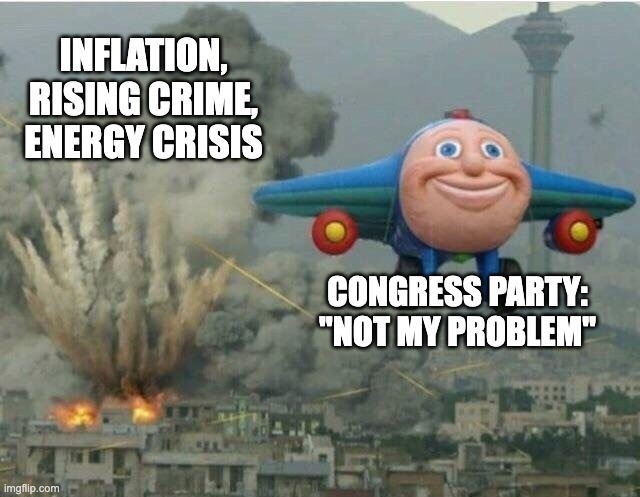 INFLATION,
RISING CRIME,
ENERGY CRISIS
CONGRESS PARTY:
"NOT MY PROBLEM"
imgflip.com